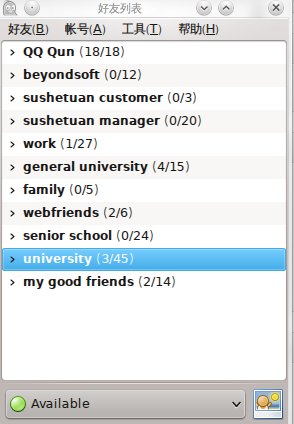 好友列表
好友(B) 帐号(A) 工具(T) 帮助(H)
QQ Qun (18/18)
beyondsoft (0/12)
sushetuan customer (0/3)
sushetuan manager (0/20)
work (1/27)
general university (4/15)
family (0/5)
webfriends (2/6)
senior school (0/24)
university (3/45)
my good friends (2/14)
Available